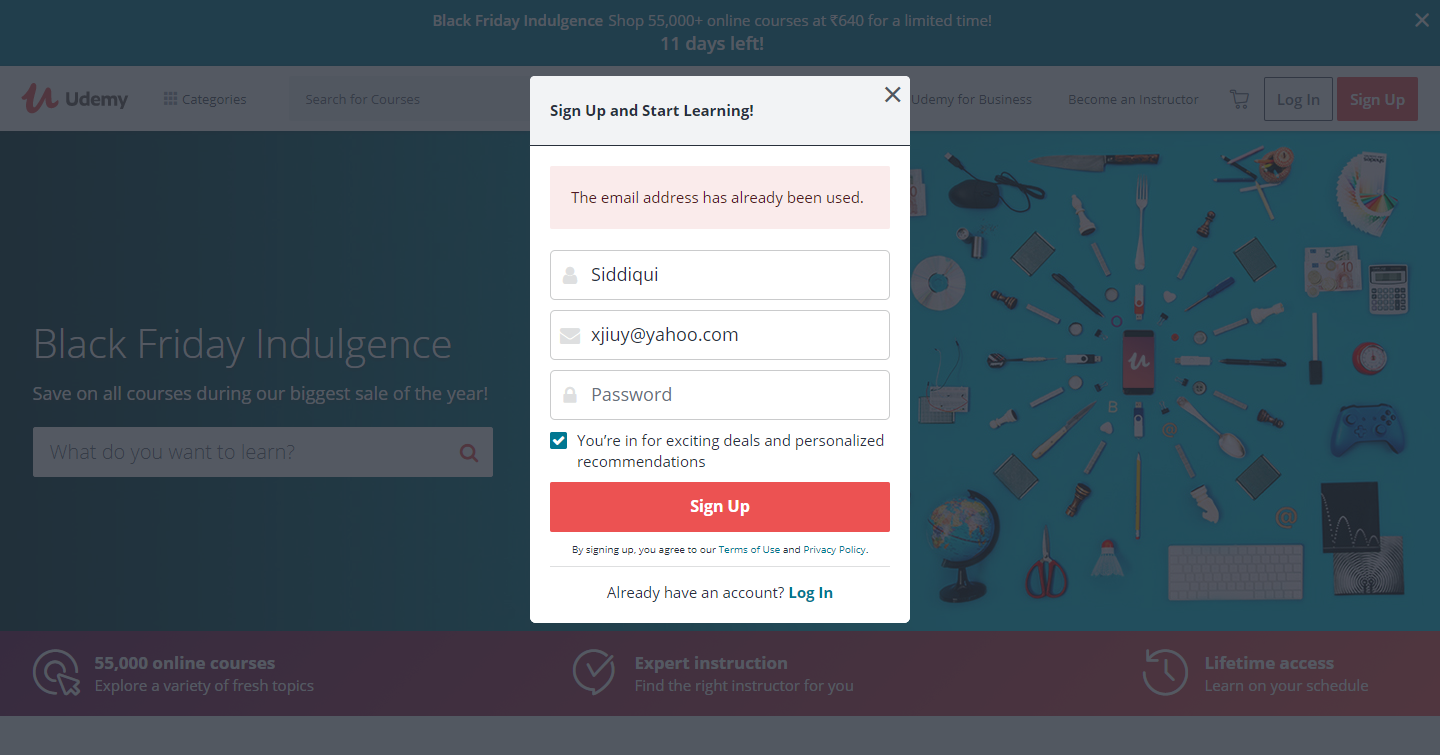 Black Friday Indulgence Shop 55,000+ online courses at ₹640 for a limited time!
11 days left!
Udemy
Categories
Search for Courses
Udemy for Business
Become an Instructor
Log In
Sign Up
Sign Up and Start Learning!
The email address has already been used.
Siddiqui
xjiuy@yahoo.com
Password
You’re in for exciting deals and personalized
recommendations
Sign Up
By signing up, you agree to our Terms of Use and Privacy Policy.
Already have an account? Log In
Black Friday Indulgence
Save on all courses during our biggest sale of the year!
What do you want to learn?
55,000 online courses
Explore a variety of fresh topics
Expert instruction
Find the right instructor for you
Lifetime access
Learn on your schedule